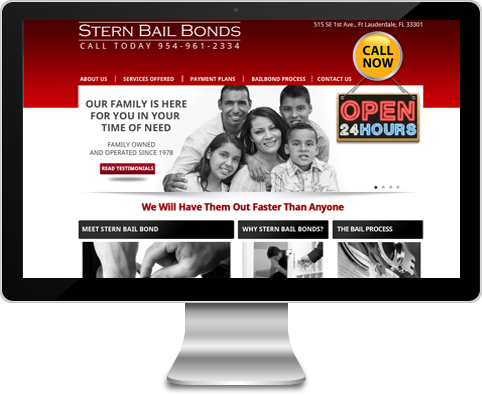 STERN BAIL BONDS
515 SE 1st Ave., Ft Lauderdale, FL 33301
CALL TODAY 954-961-2334
CALL
NOW
ABOUT US | SERVICES OFFERED | PAYMENT PLANS | BAILBOND PROCESS | CONTACT US
OUR FAMILY IS HERE
FOR YOU IN YOUR
TIME OF NEED
OPEN
24HOURS
FAMILY OWNED
AND OPERATED SINCE 1978
READ TESTIMONIALS
We Will Have Them Out Faster Than Anyone
MEET STERN BAIL BOND
WHY STERN BAIL BONDS?
THE BAIL PROCESS